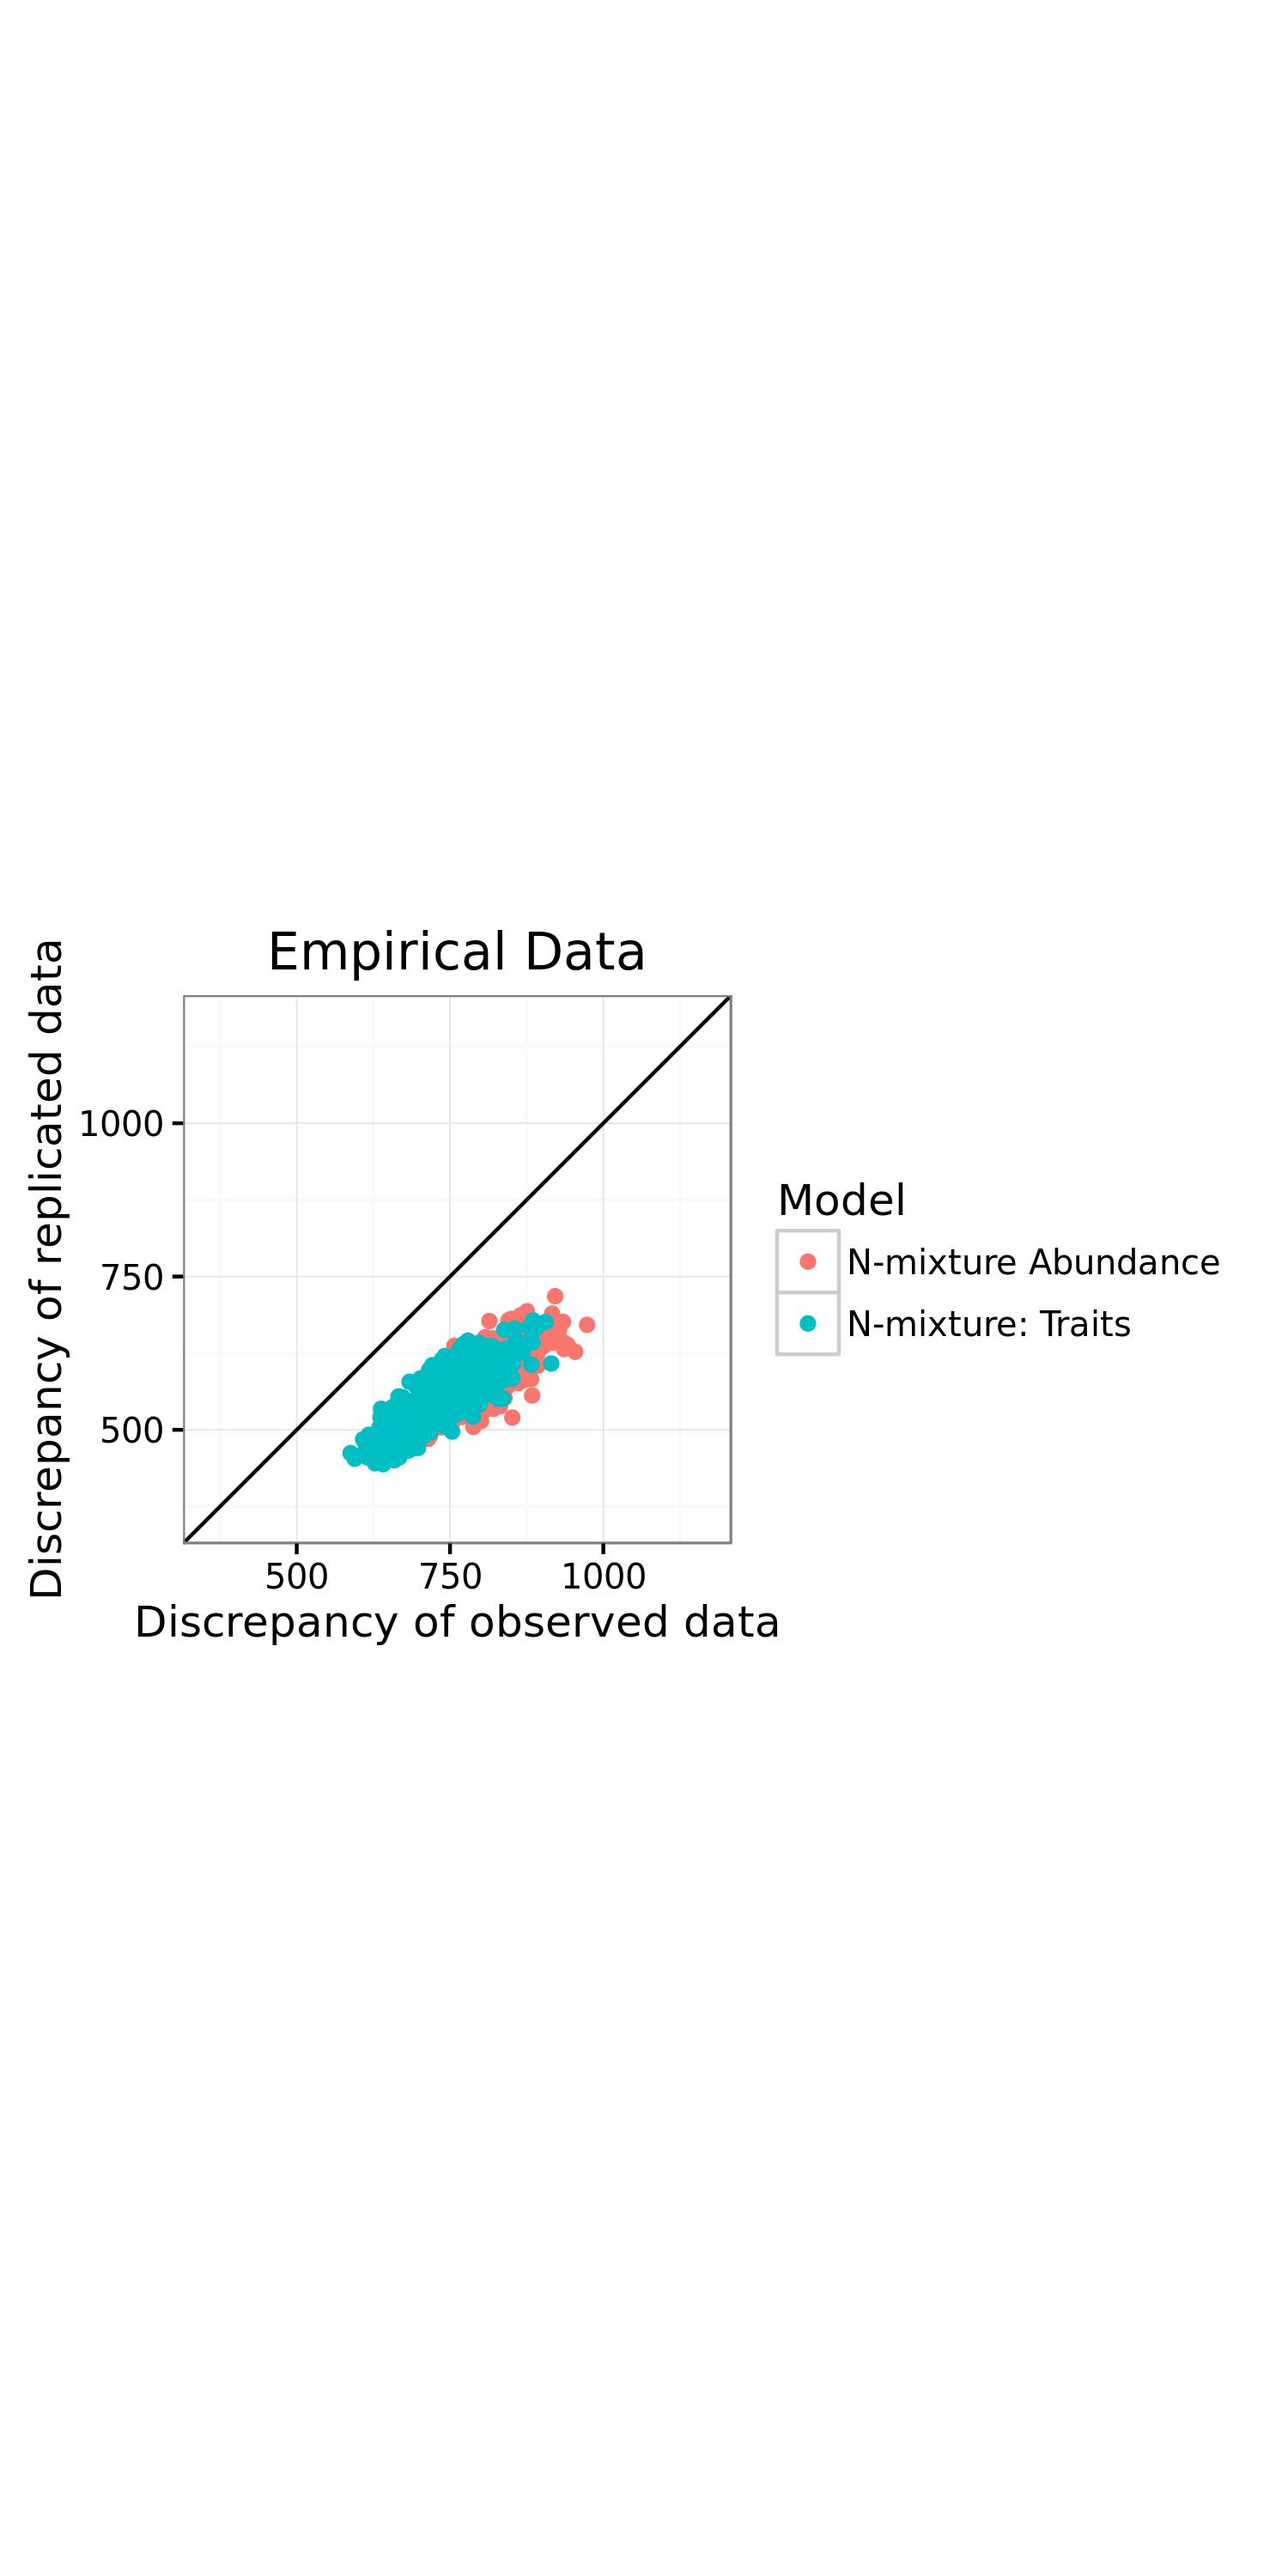 Empirical Data
Discrepancy of replicated data
1000
750
500
500 750 1000
Discrepancy of observed data
Model
N-mixture Abundance
N-mixture: Traits